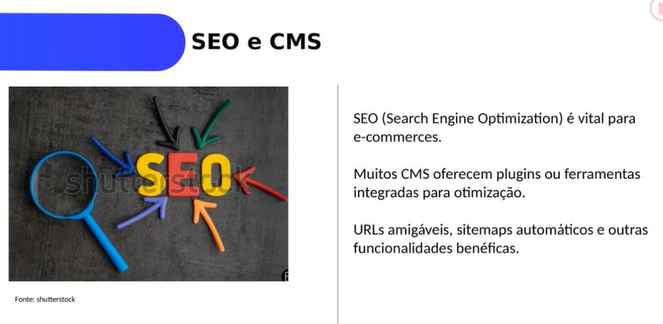 SEO e CMS
SEO
shutterstock
Fonte: shutterstock
SEO (Search Engine Optimization) é vital para
e-commerces.
Muitos CMS oferecem plugins ou ferramentas
integradas para otimização.
URLs amigáveis, sitemaps automáticos e outras
funcionalidades benéficas.